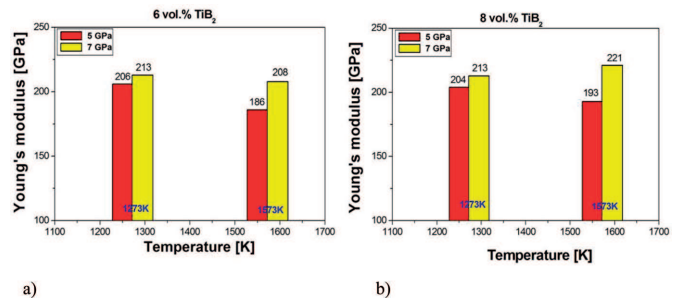 6 vol.% TiB2
5 GPa
7 GPa
Young's modulus [GPa]
250
200
150
100
206
213
186
208
1273K
1573K
1100 1200 1300 1400 1500 1600 1700
Temperature [K]
a)
8 vol.% TiB2
5 GPa
7 GPa
Young's modulus [GPa]
250
200
150
100
204
213
193
221
1273K
1573K
1100 1200 1300 1400 1500 1600 1700
Temperature [K]
b)